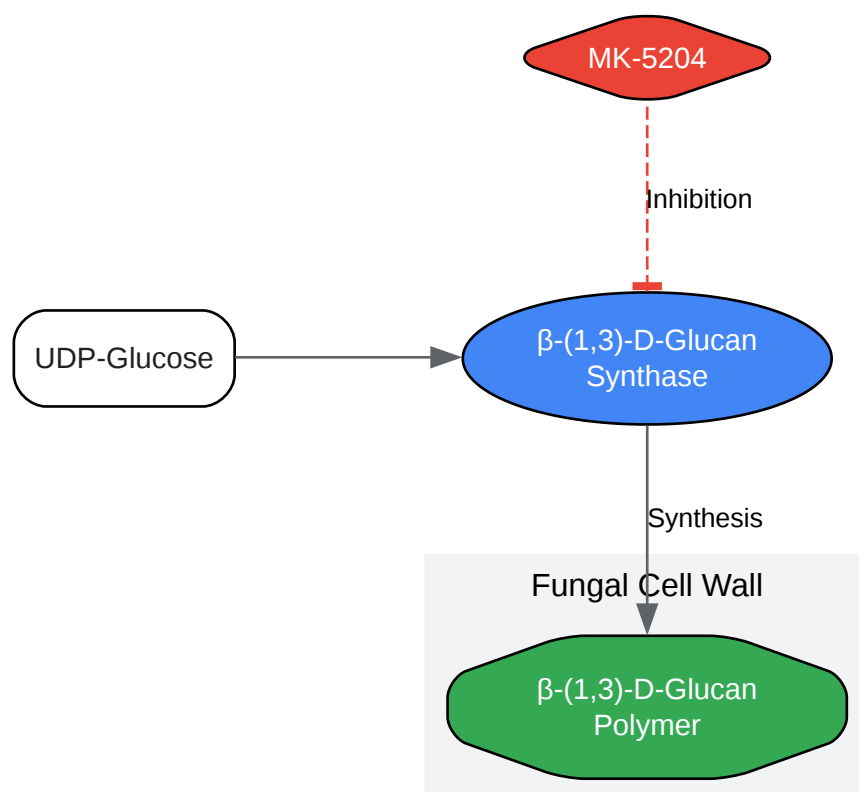 MK-5204
Inhibition
UDP-Glucose
β-(1,3)-D-Glucan
Synthase
Synthesis
Fungal Cell Wall
β-(1,3)-D-Glucan
Polymer